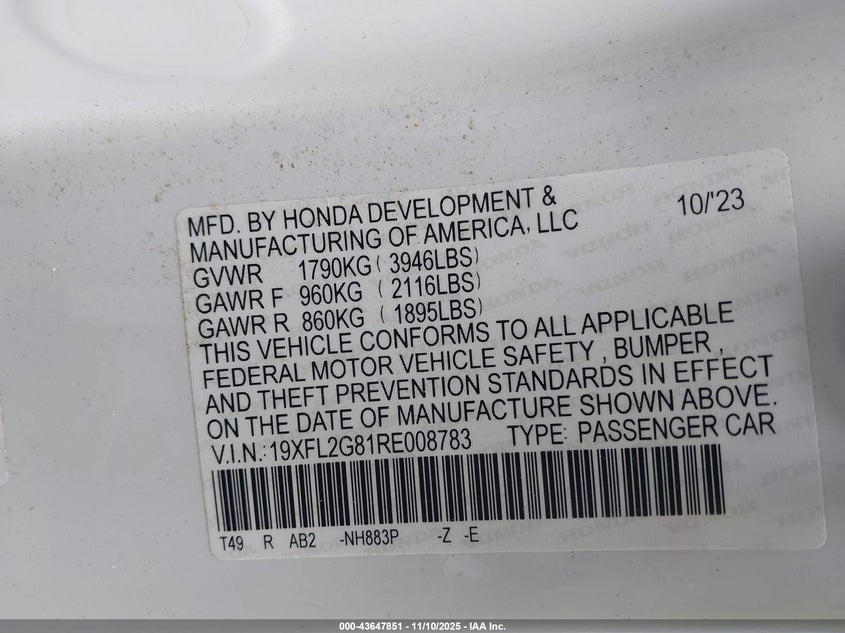 MFD. BY HONDA DEVELOPMENT &
MANUFACTURING OF AMERICA, LLC 10/'23
GVWR 1790KG ( 3946LBS)
GAWR F 960KG ( 2116LBS)
GAWR R 860KG ( 1895LBS)
THIS VEHICLE CONFORMS TO ALL APPLICABLE
FEDERAL MOTOR VEHICLE SAFETY , BUMPER ,
AND THEFT PREVENTION STANDARDS IN EFFECT
ON THE DATE OF MANUFACTURE SHOWN ABOVE.
V.I.N.: 19XFL2G81RE008783 TYPE: PASSENGER CAR
T49 R AB2 -NH883P -Z -E
000-43647851 - 11/10/2025 - IAA Inc.